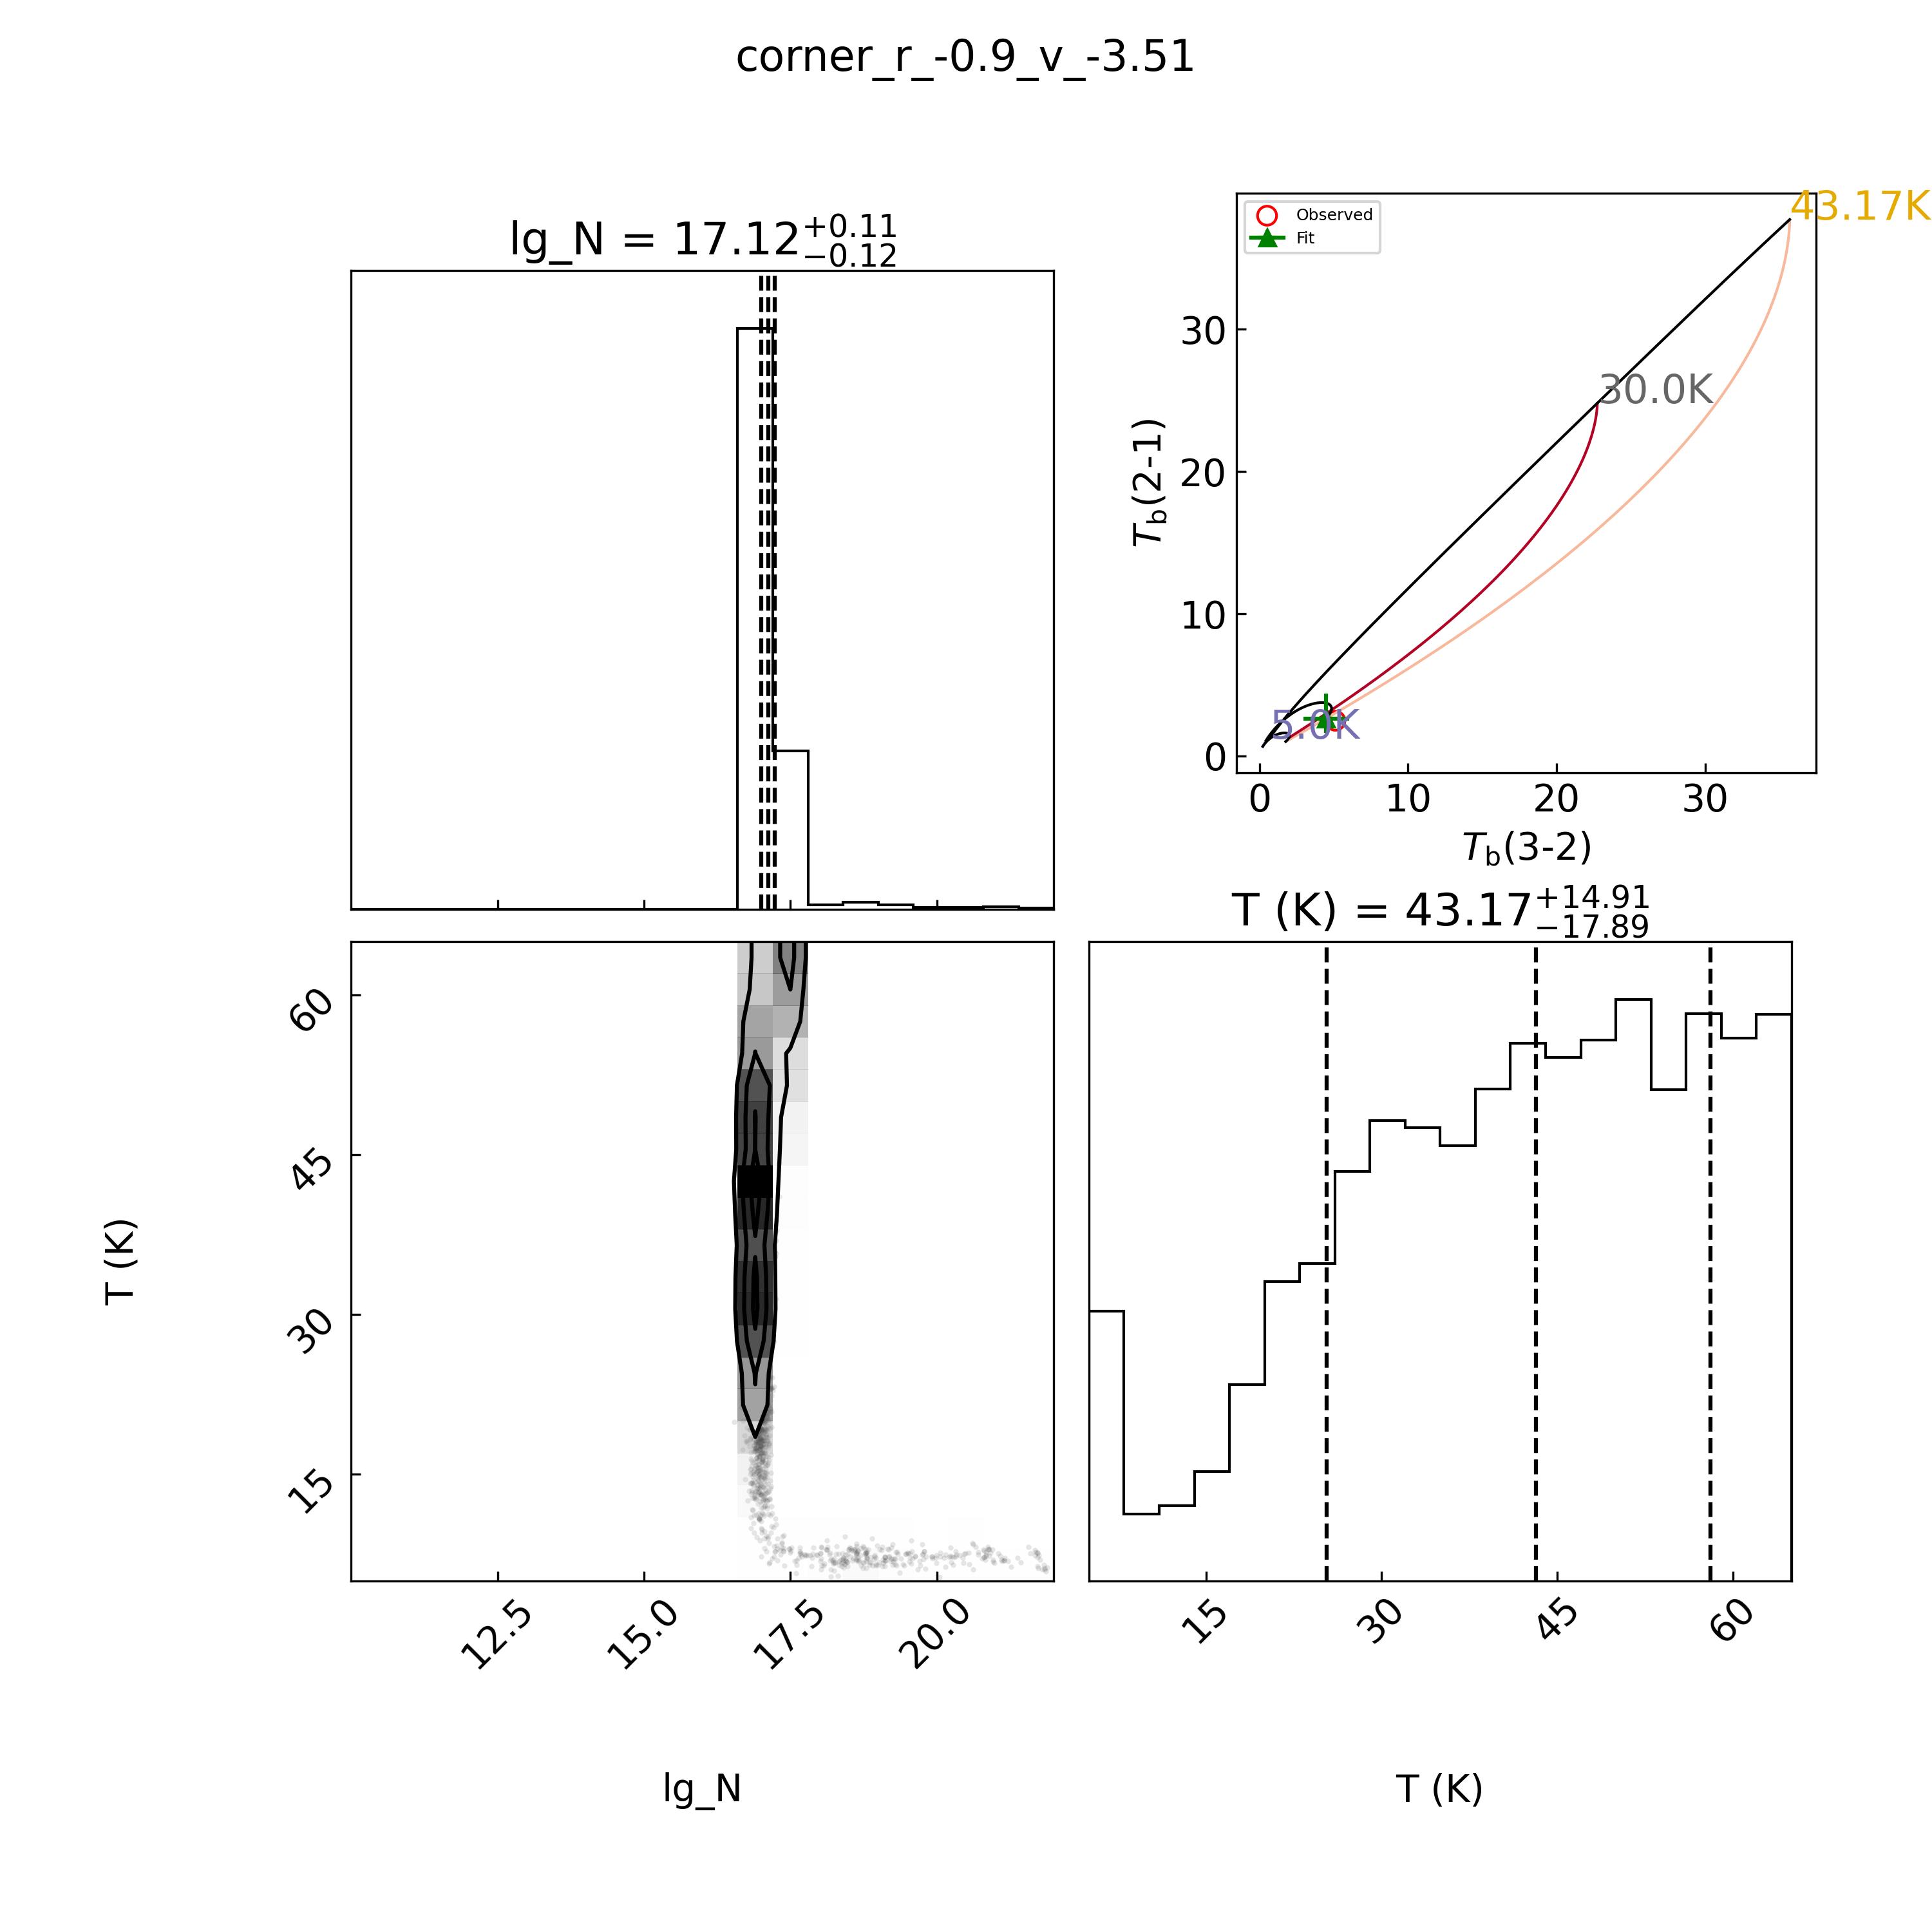 corner_r_-0.9_v_-3.51
lg_N = 17.12+0.11−0.12
43.17K
Observed
Fit
30.0K
5.0K
30
20
10
0
Tb(2-1)
0 10 20 30
Tb(3-2)
T (K) = 43.17+14.91−17.89
60
45
30
15
T (K)
12.5 15.0 17.5 20.0
lg_N
15 30 45 60
T (K)